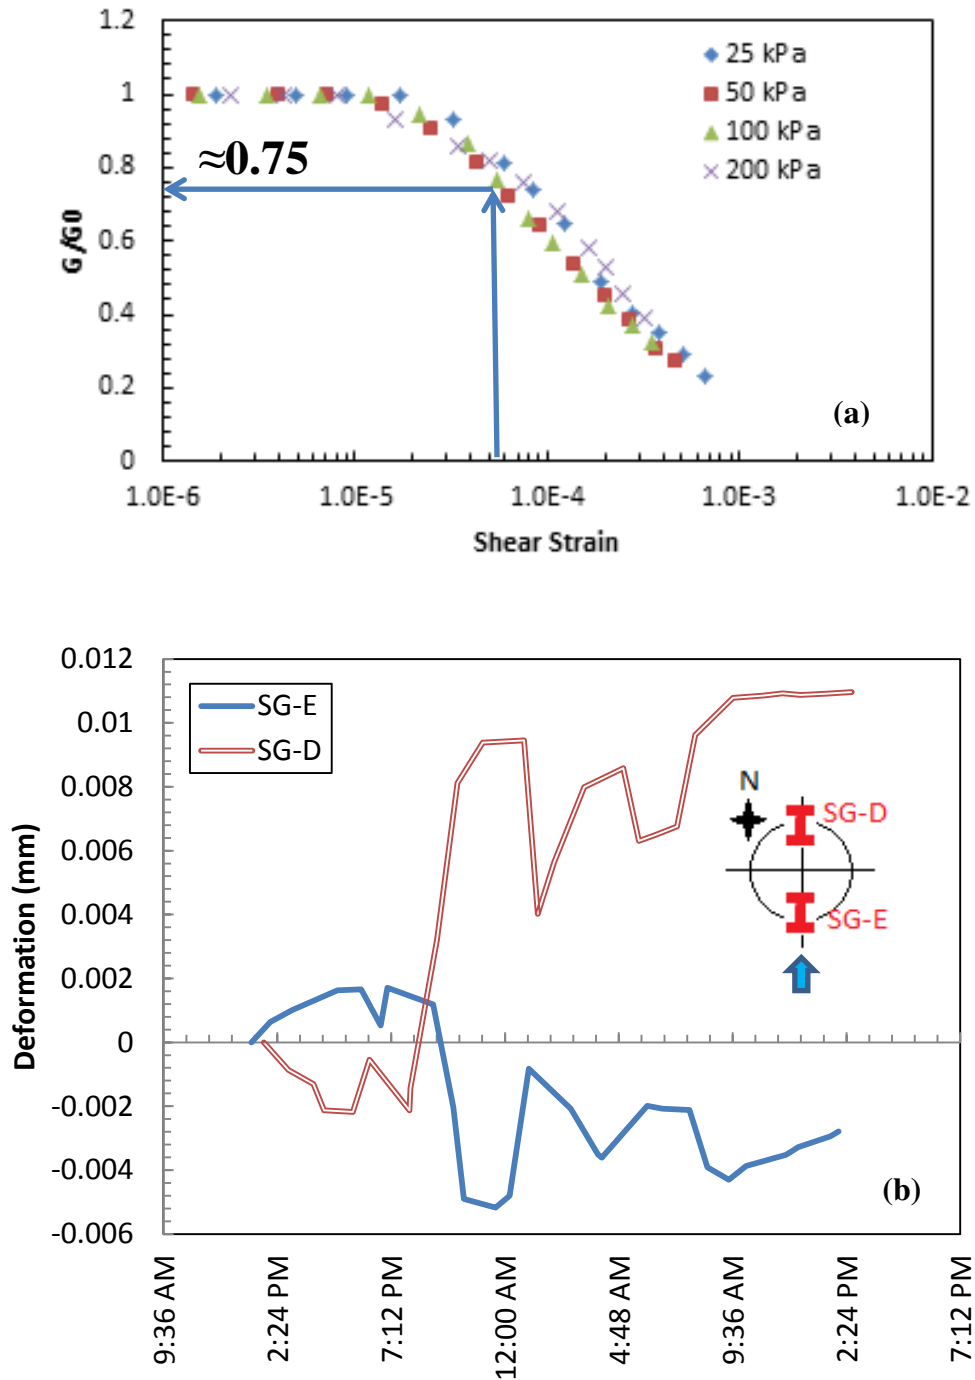 1.2
1
0.8
0.6
0.4
0.2
0
G/G0
≈0.75
25 kPa
50 kPa
100 kPa
200 kPa
(a)
1.0E-6 1.0E-5 1.0E-4 1.0E-3 1.0E-2
Shear Strain
0.012
0.01
0.008
0.006
0.004
0.002
0
-0.002
-0.004
-0.006
Deformation (mm)
SG-E
SG-D
N
SG-D
SG-E
(b)
9:36 AM
2:24 PM
7:12 PM
12:00 AM
4:48 AM
9:36 AM
2:24 PM
7:12 PM